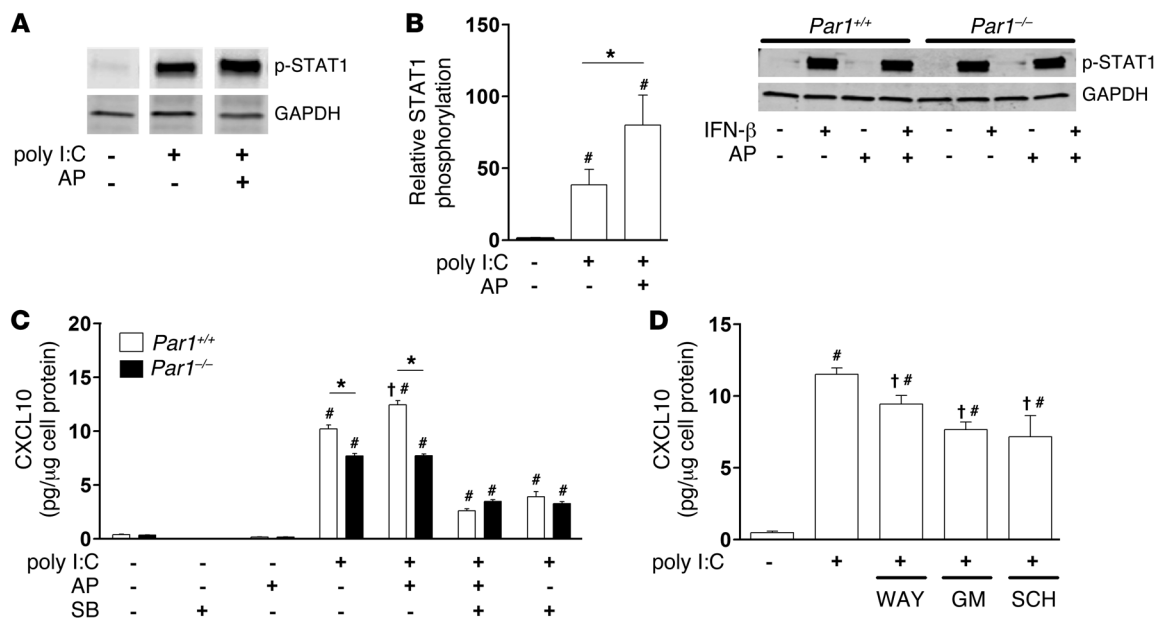 A
p-STAT1
GAPDH
poly I:C - + +
AP - - +
B
Relative STAT1
phosphorylation
150
100
50
0
*
#
#
poly I:C - + +
AP - - +
Par1+/+ Par1–/–
p-STAT1
GAPDH
IFN-β - + - + - + - +
AP - - + + - - + +
C
CXCL10
(pg/μg cell protein)
20
15
10
5
0
Par1+/+
Par1–/–
* *
# # † # # # # # #
poly I:C - - - + + + +
AP - - + - + + -
SB - + - - - + +
D
CXCL10
(pg/μg cell protein)
15
10
5
0
# † # † # † #
poly I:C - + + + +
WAY GM SCH